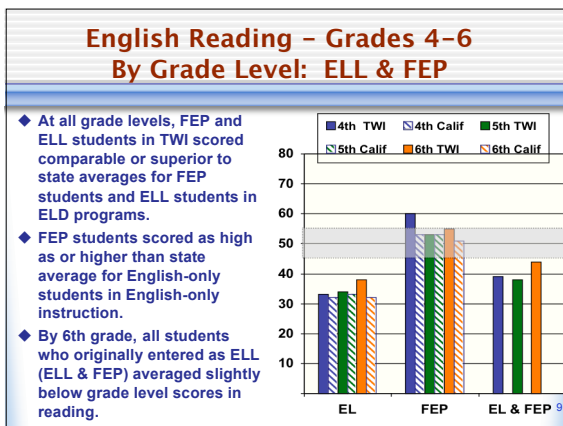 English Reading – Grades 4-6
By Grade Level: ELL & FEP
◆ At all grade levels, FEP and
ELL students in TWI scored
comparable or superior to
state averages for FEP
students and ELL students in
ELD programs.
◆ FEP students scored as high
as or higher than state
average for English-only
students in English-only
instruction.
◆ By 6th grade, all students
who originally entered as ELL
(ELL & FEP) averaged slightly
below grade level scores in
reading.
4th TWI 4th Calif 5th TWI
5th Calif 6th TWI 6th Calif
80
70
60
50
40
30
20
10
EL FEP EL & FEP
9